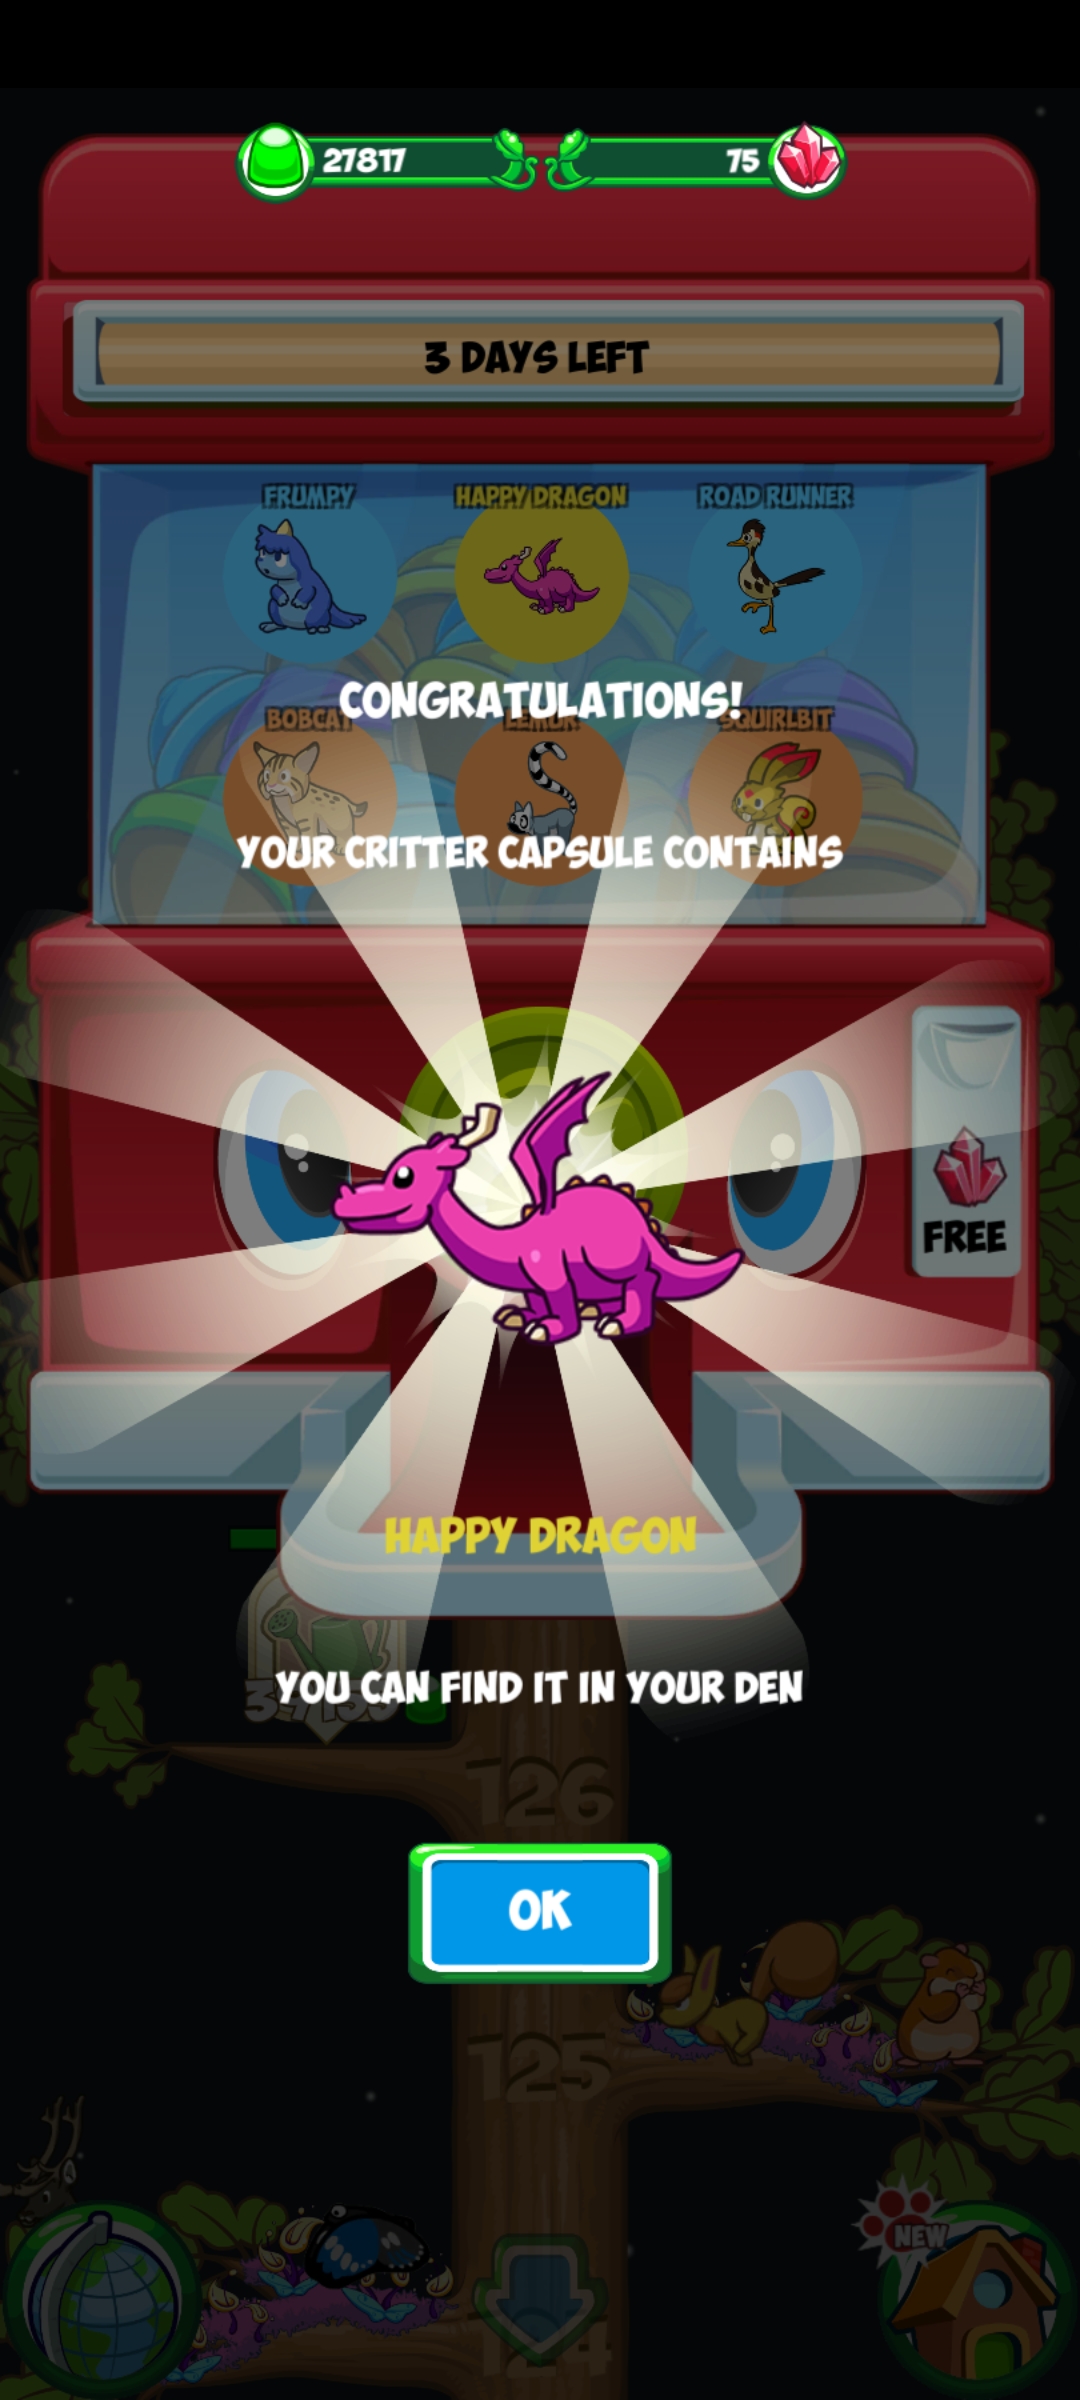 27817
75
3 DAYS LEFT
FRUMPY
HAPPY DRAGON
ROAD RUNNER
CONGRATULATIONS!
BOBCAT
LEMUR
SQUIRLBIT
YOUR CRITTER CAPSULE CONTAINS
FREE
HAPPY DRAGON
YOU CAN FIND IT IN YOUR DEN
126
OK
125
NEW
124